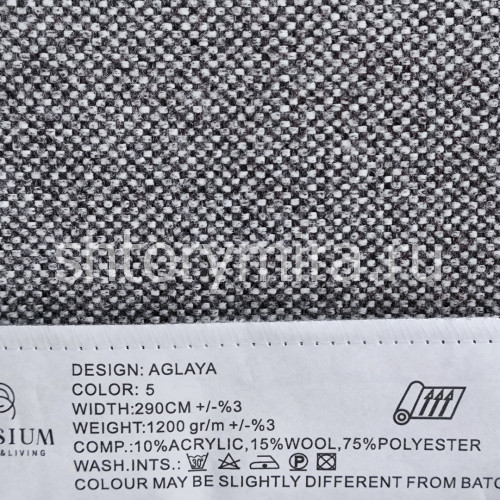 shtorymira.ru
DESIGN: AGLAYA
COLOR: 5
WIDTH:290CM +/-%3
WEIGHT:1200 gr/m +/-%3
COMP.:10%ACRYLIC,15%WOOL,75%POLYESTER
WASH.INTS.: 30 P
COLOUR MAY BE SLIGHTLY DIFFERENT FROM BATC
SIUM
&LIVING